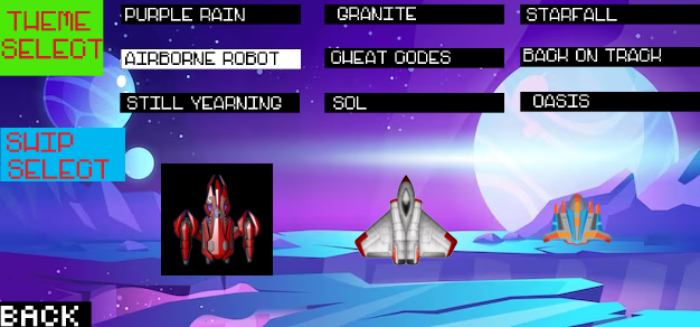 THEME
SELECT
PURPLE RAIN
GRANITE
STARFALL
AIRBORNE ROBOT
CHEAT CODES
BACK ON TRACK
STILL YEARNING
SOL
OASIS
SHIP
SELECT
BACK